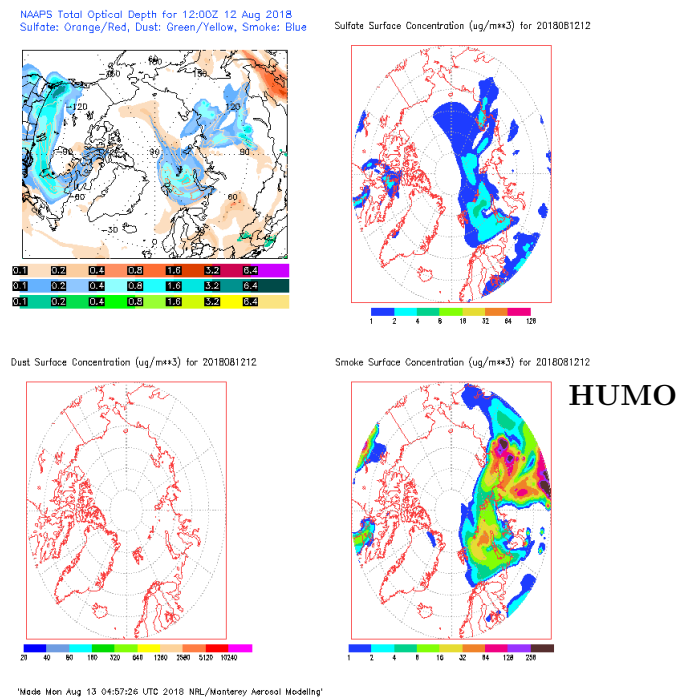 NAAPS Total Optical Depth for 12:00Z 12 Aug 2018
Sulfate: Orange/Red, Dust: Green/Yellow, Smoke: Blue
Sulfate Surface Concentration (ug/m**3) for 2018081212
0.1 0.2 0.4 0.8 1.6 3.2 6.4
0.1 0.2 0.4 0.8 1.6 3.2 6.4
0.1 0.2 0.4 0.8 1.6 3.2 6.4
1 2 4 8 16 32 64 128
Dust Surface Concentration (ug/m**3) for 2018081212
Smoke Surface Concentration (ug/m**3) for 2018081212
HUMO
20 40 80 160 320 640 1280 2560 5120 10240
1 2 4 8 16 32 64 128 250
'Made Mon Aug 13 04:57:26 UTC 2018 NRL/Monterey Aerosol Modeling'